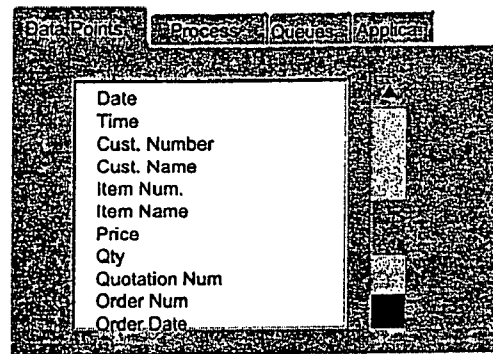 Data Points Process Queues Applicat
Date
Time
Cust. Number
Cust. Name
Item Num.
Item Name
Price
Qty
Quotation Num
Order Num
Order Date